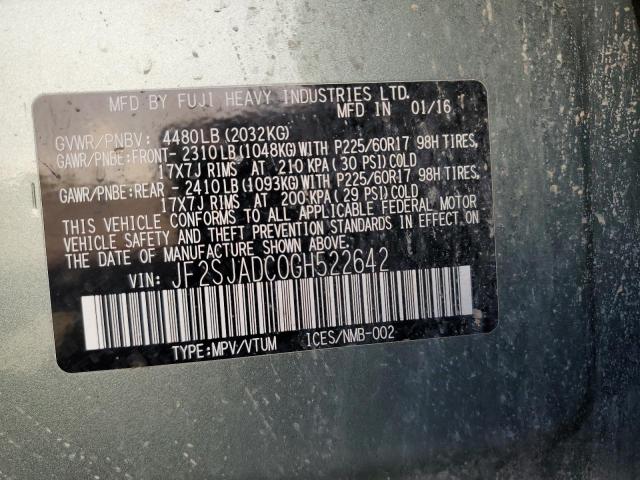 MFD BY FUJI HEAVY INDUSTRIES LTD.
MFD IN 01/16
GVWR/PNBV: 4480LB(2032KG)
GAWR/PNBE:FRONT- 2310LB(1048KG)WITH P225/60R17 98H TIRES,
17X7J RIMS AT 210KPA(30 PSI)COLD
GAWR/PNBE:REAR - 2410LB(1093KG)WITH P225/60R17 98H TIRES,
17X7J RIMS AT 200KPA(29 PSI)COLD
THIS VEHICLE CONFORMS TO ALL APPLICABLE FEDERAL MOTOR
VEHICLE SAFETY AND THEFT PREVENTION STANDARDS IN EFFECT ON
THE DATE OF MANUFACTURE SHOWN ABOVE.
VIN: JF2SJADC0GH522642
TYPE:MPV/VTUM ICES/NMB-002